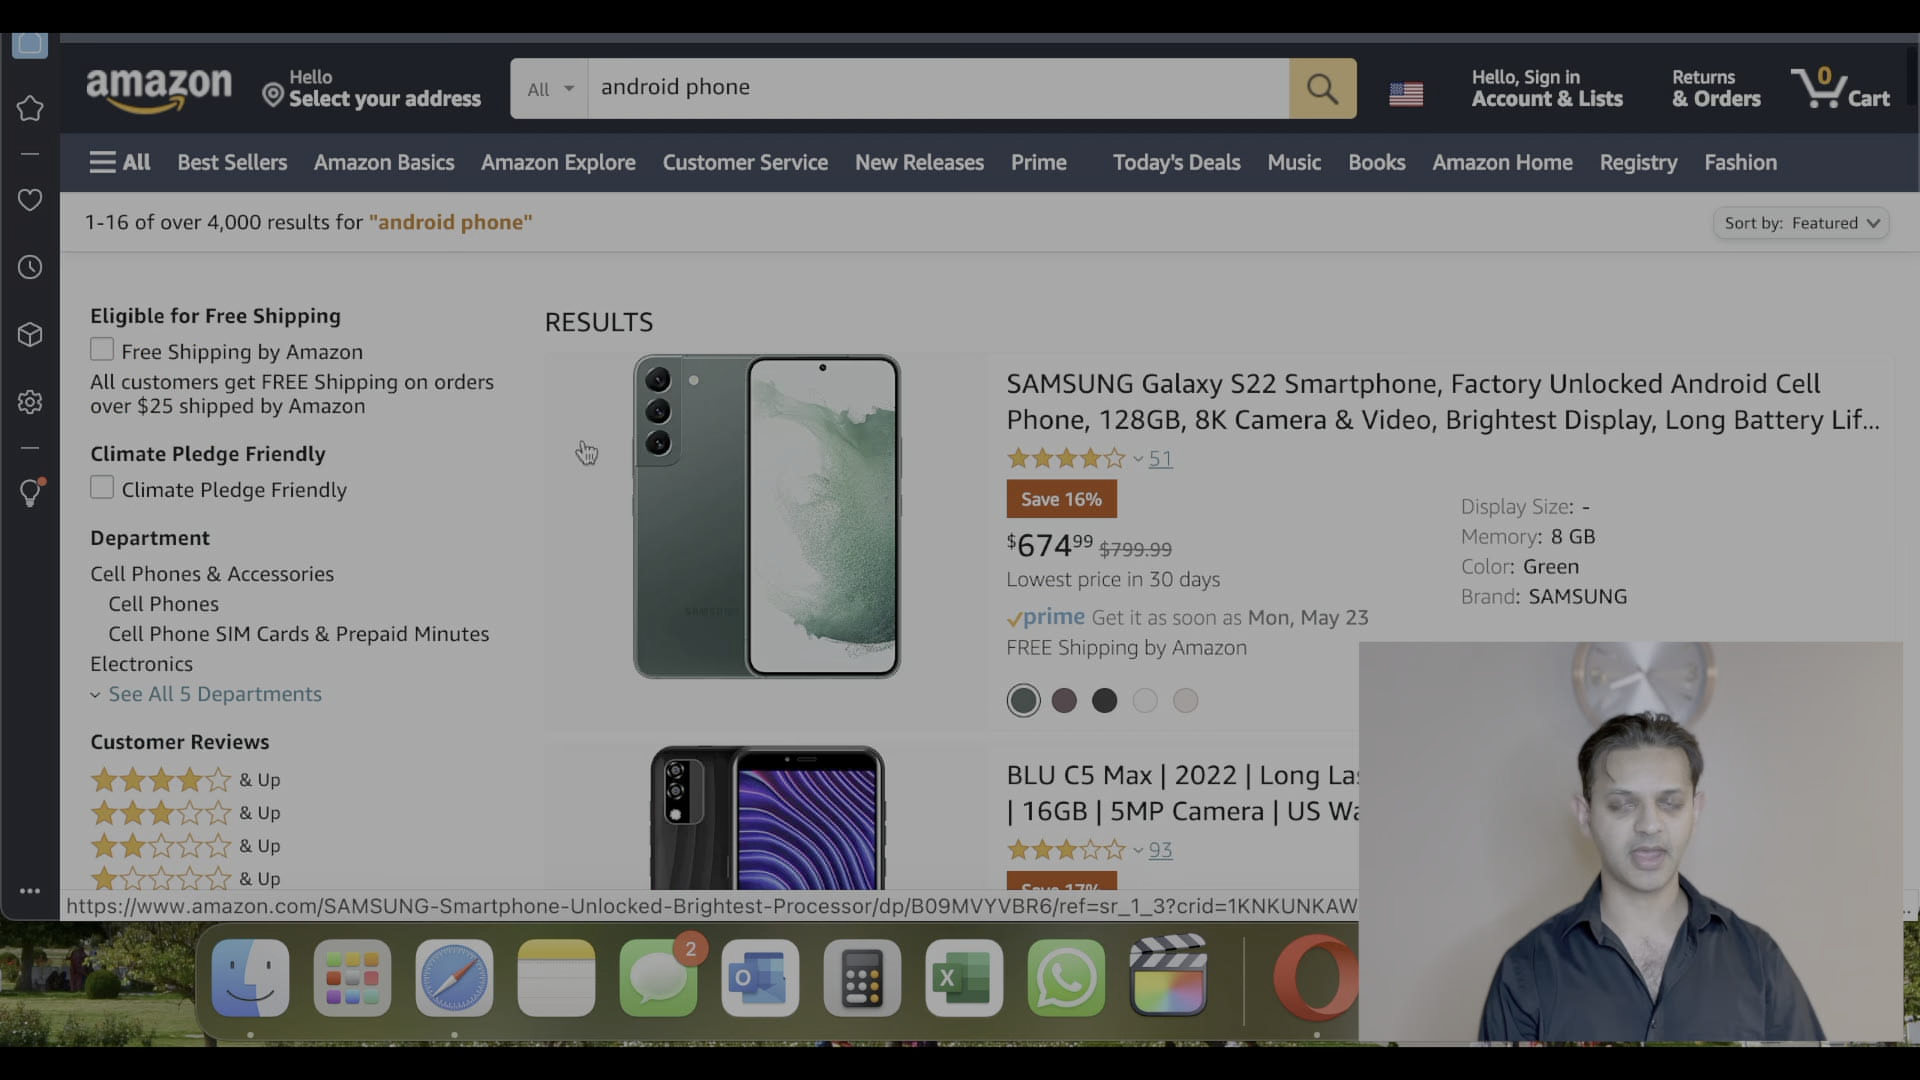 amazon
Hello
Select your address
All
android phone
Hello, Sign in
Account & Lists
Returns
& Orders
0
Cart
All
Best Sellers
Amazon Basics
Amazon Explore
Customer Service
New Releases
Prime
Today's Deals
Music
Books
Amazon Home
Registry
Fashion
1-16 of over 4,000 results for "android phone"
Sort by: Featured
Eligible for Free Shipping
Free Shipping by Amazon
All customers get FREE Shipping on orders
over $25 shipped by Amazon
Climate Pledge Friendly
Climate Pledge Friendly
Department
Cell Phones & Accessories
Cell Phones
Cell Phone SIM Cards & Prepaid Minutes
Electronics
See All 5 Departments
Customer Reviews
& Up
& Up
& Up
& Up
RESULTS
SAMSUNG
SAMSUNG Galaxy S22 Smartphone, Factory Unlocked Android Cell
Phone, 128GB, 8K Camera & Video, Brightest Display, Long Battery Lif...
51
Save 16%
$674.99 $799.99
Lowest price in 30 days
prime Get it as soon as Mon, May 23
FREE Shipping by Amazon
Display Size: -
Memory: 8 GB
Color: Green
Brand: SAMSUNG
BLU C5 Max | 2022 | Long
| 16GB | 5MP Camera | US
93
Save 17%
https://www.amazon.com/SAMSUNG-Smartphone-Unlocked-Brightest-Processor/dp/B09MVYVBR6/ref=sr_1_3?crid=1KNKUNKAW
2